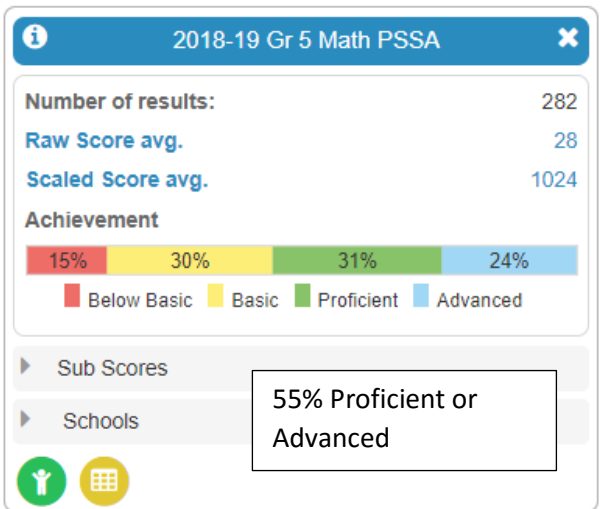 2018-19 Gr 5 Math PSSA
Number of results: 282
Raw Score avg. 28
Scaled Score avg. 1024
Achievement
15% 30% 31% 24%
Below Basic Basic Proficient Advanced
Sub Scores
Schools
55% Proficient or
Advanced